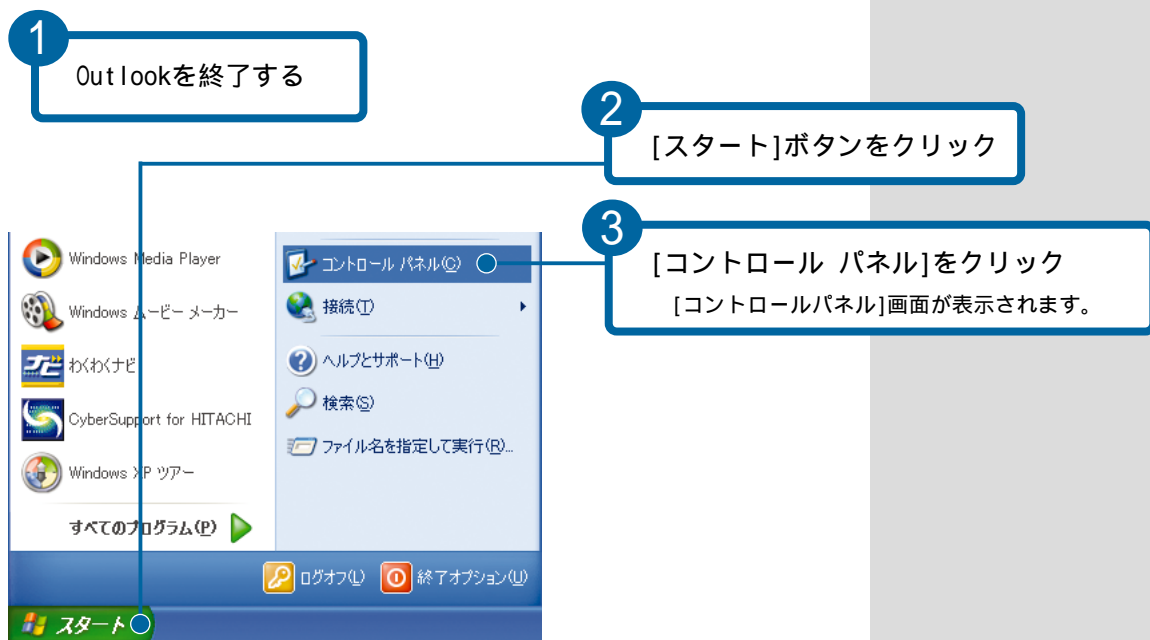 1
Outlookを終了する
2
[スタート]ボタンをクリック
3
[コントロール パネル]をクリック
[コントロールパネル]画面が表示されます。
Windows Media Player
Windows ムービー メーカー
わくわくナビ
CyberSupport for HITACHI
Windows XP ツアー
すべてのプログラム(P)
コントロール パネル(C)
接続(T)
ヘルプとサポート(H)
検索(S)
ファイル名を指定して実行(R)...
ログオフ(L)
終了オプション(U)
スタート
ナビ